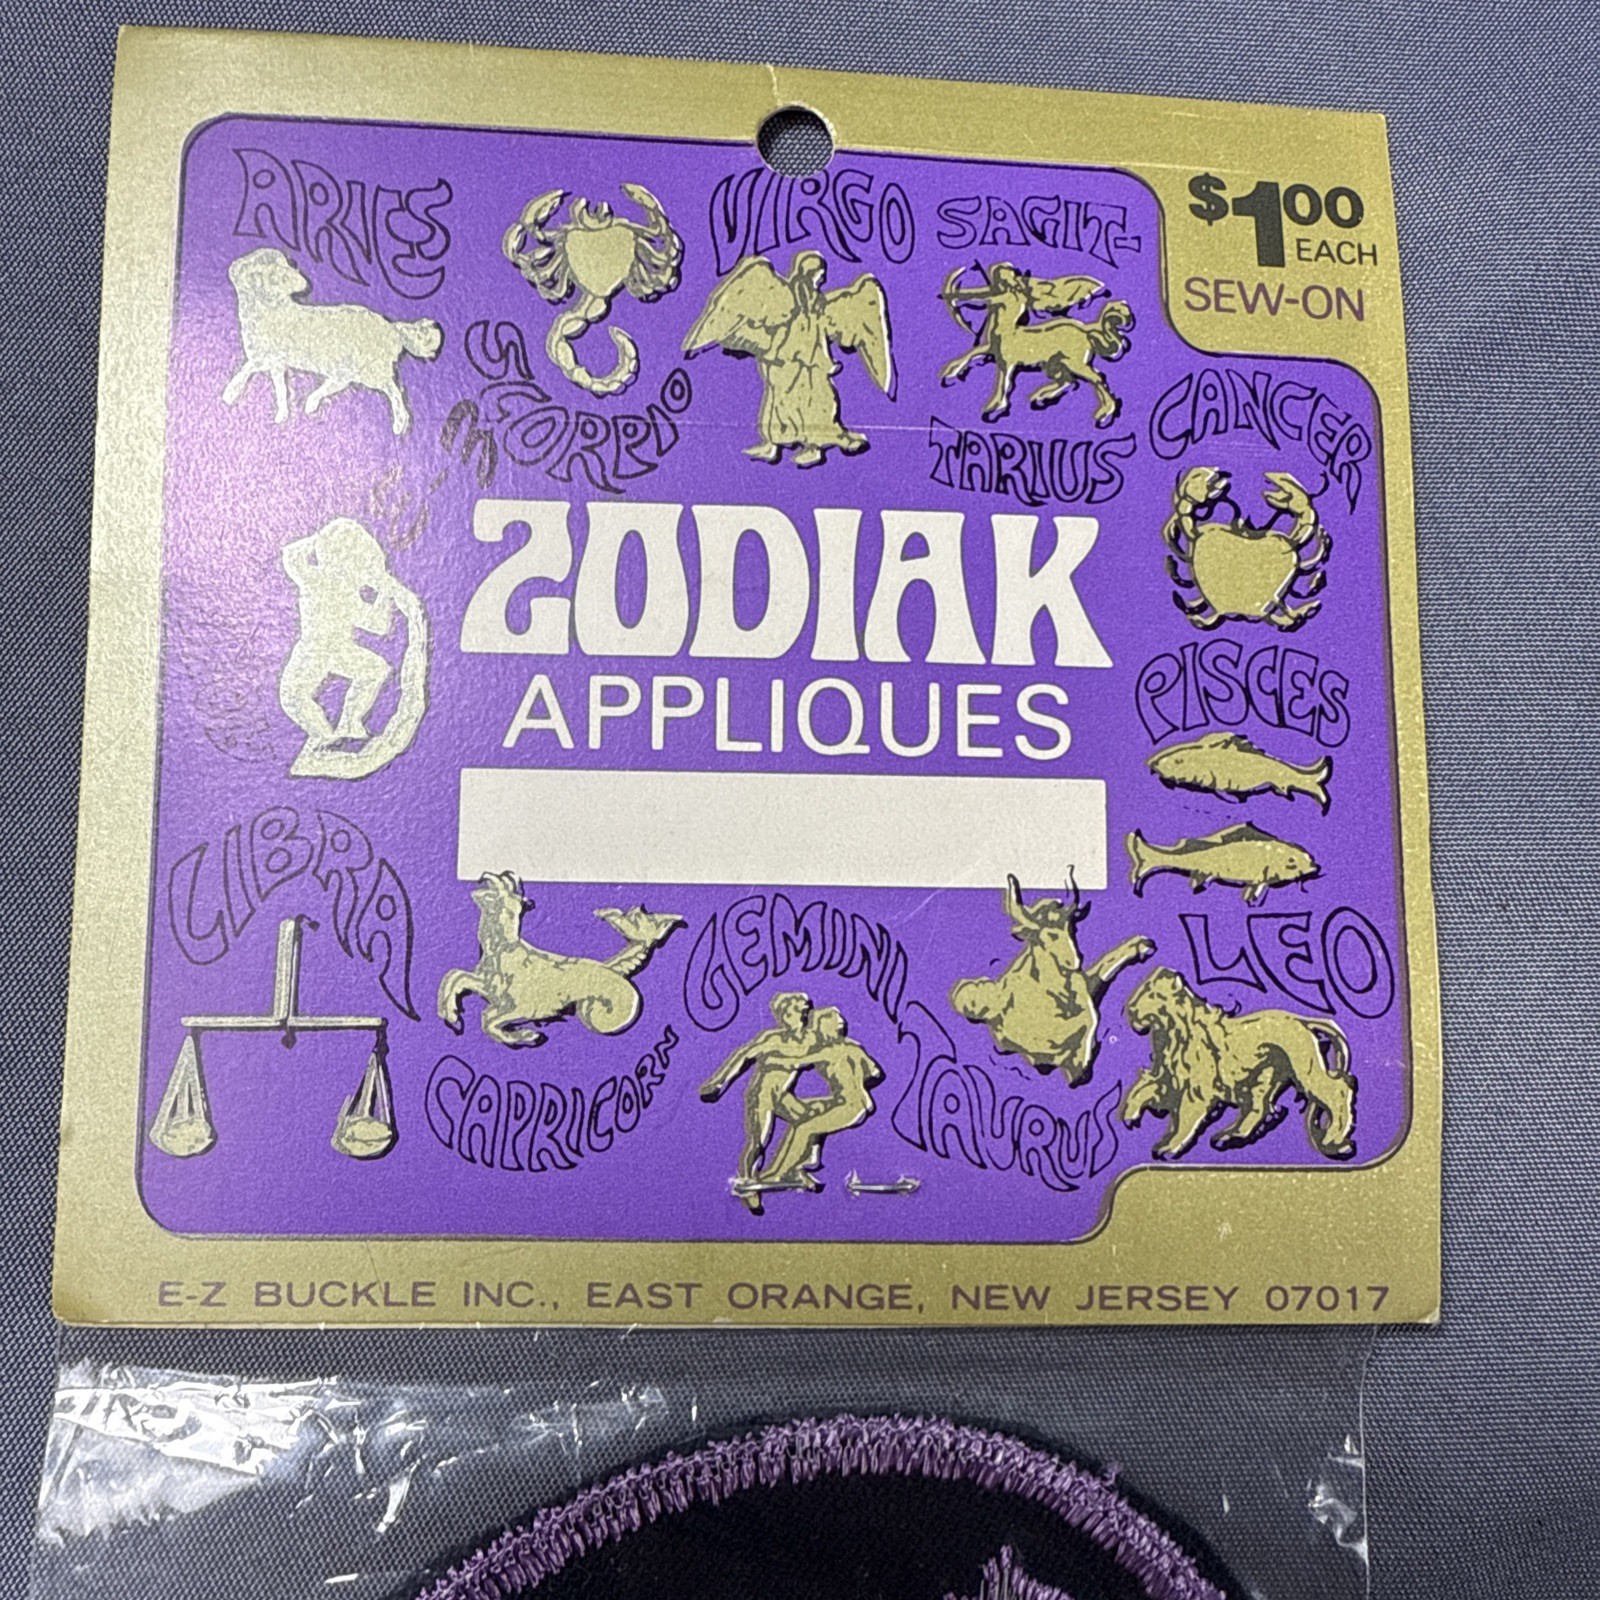 ARIES
SCORPIO
VIRGO
SAGIT-
TARIUS
$1.00
EACH
SEW-ON
CANCER
ZODIAK
APPLIQUES
PISCES
LIBRA
CAPRICORN
GEMINI
TAURUS
LEO
E-Z BUCKLE INC., EAST ORANGE, NEW JERSEY 07017